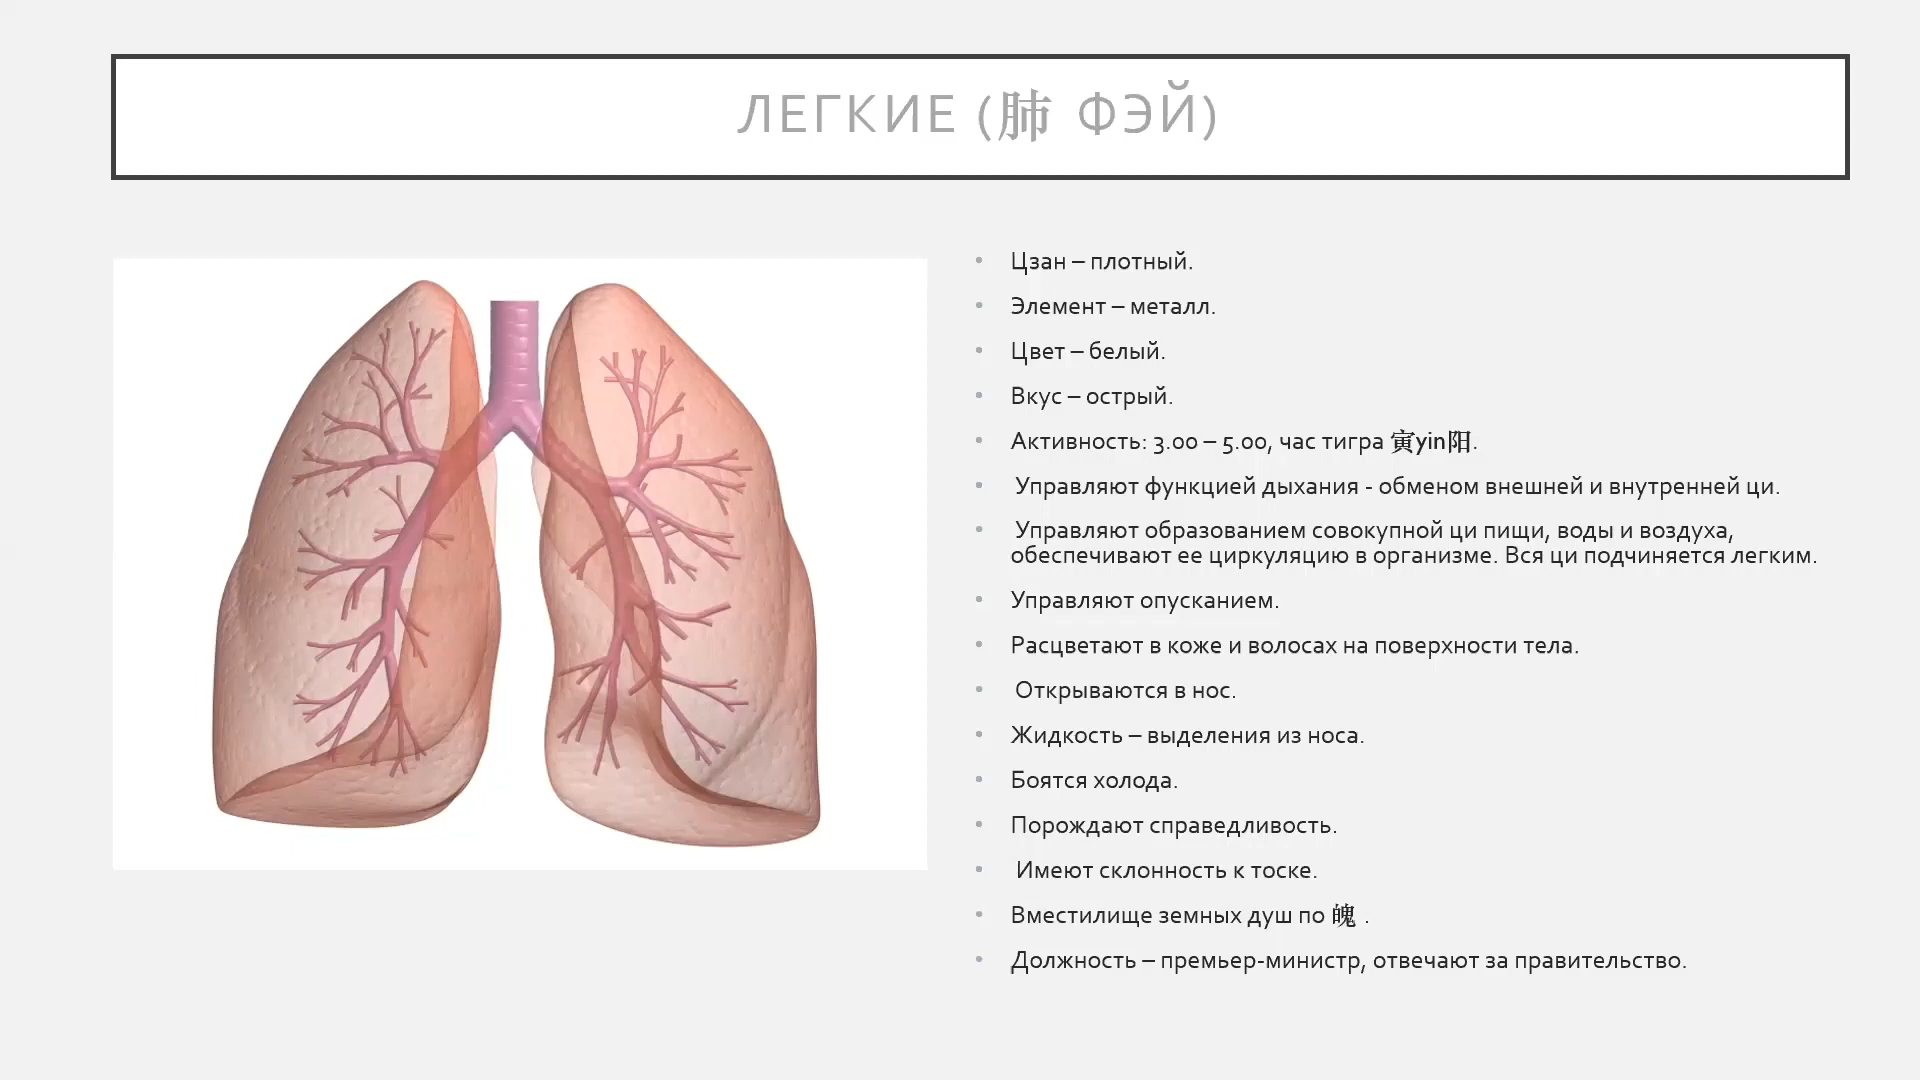 ЛЕГКИЕ (肺 ФЭЙ)
• Цзан – плотный.
• Элемент – металл.
• Цвет – белый.
• Вкус – острый.
• Активность: 3.00 – 5.00, час тигра 寅yin阳.
• Управляют функцией дыхания - обменом внешней и внутренней ци.
• Управляют образованием совокупной ци пищи, воды и воздуха,
обеспечивают ее циркуляцию в организме. Вся ци подчиняется легким.
• Управляют опусканием.
• Расцветают в коже и волосах на поверхности тела.
• Открываются в нос.
• Жидкость – выделения из носа.
• Боятся холода.
• Порождают справедливость.
• Имеют склонность к тоске.
• Вместилище земных душ по 魄 .
• Должность – премьер-министр, отвечают за правительство.